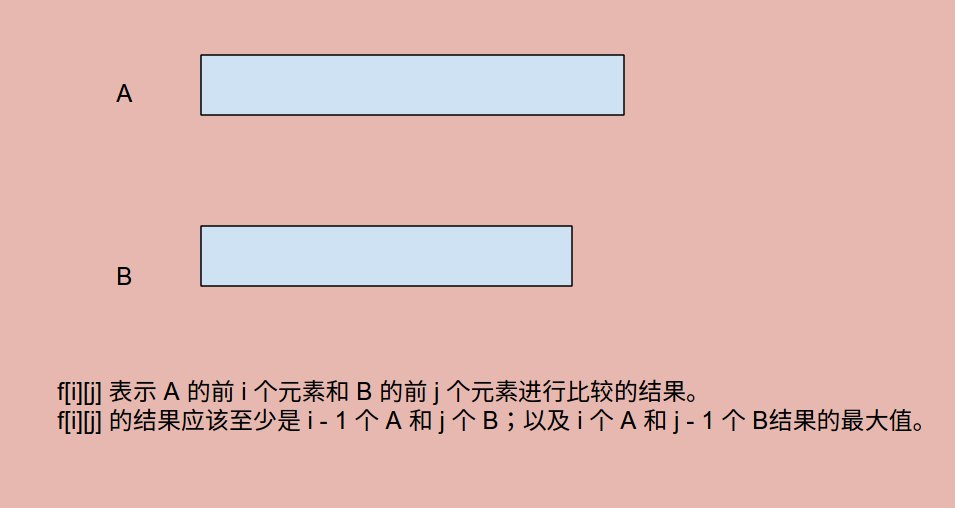 A
B
f[i][j] 表示 A 的前 i 个元素和 B 的前 j 个元素进行比较的结果。
f[i][j] 的结果应该至少是 i - 1 个 A 和 j 个 B；以及 i 个 A 和 j - 1 个 B结果的最大值。